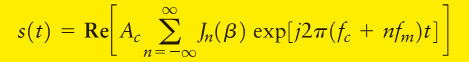 s(t) = Re[A_c ∑_{n=-∞}^{∞} J_n(β) exp[j2π(f_c + nf_m)t]]